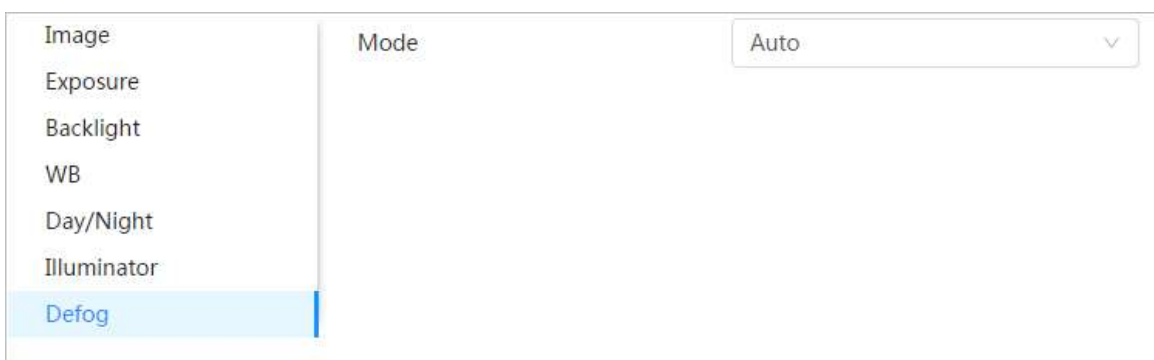 Image
Exposure
Backlight
WB
Day/Night
Illuminator
Defog
Mode
Auto